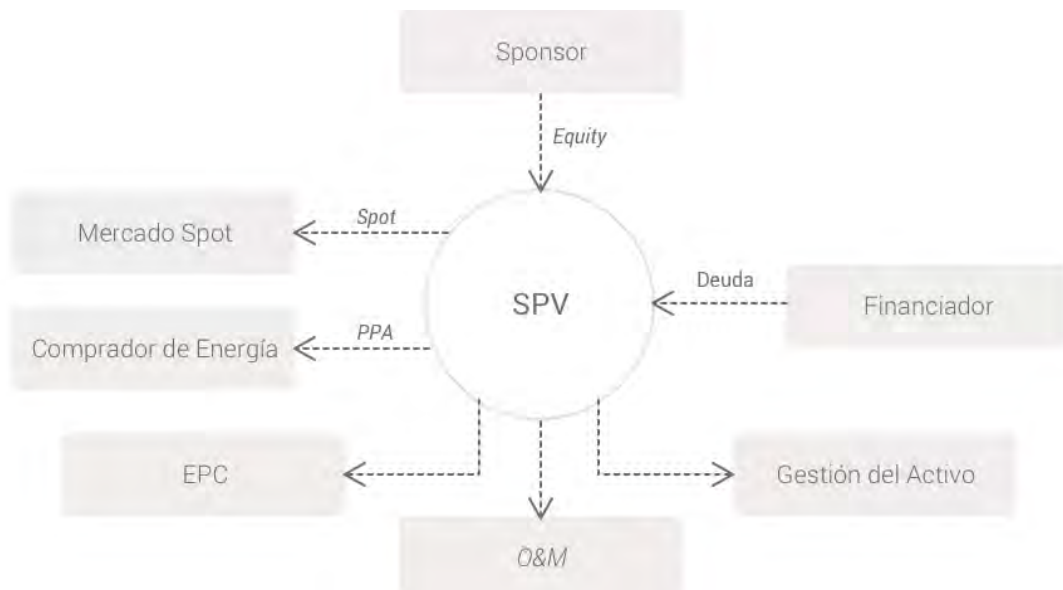 Sponsor
Equity
Spot
Mercado Spot
Deuda
SPV
Financiador
PPA
Comprador de Energía
EPC
Gestión del Activo
O&M